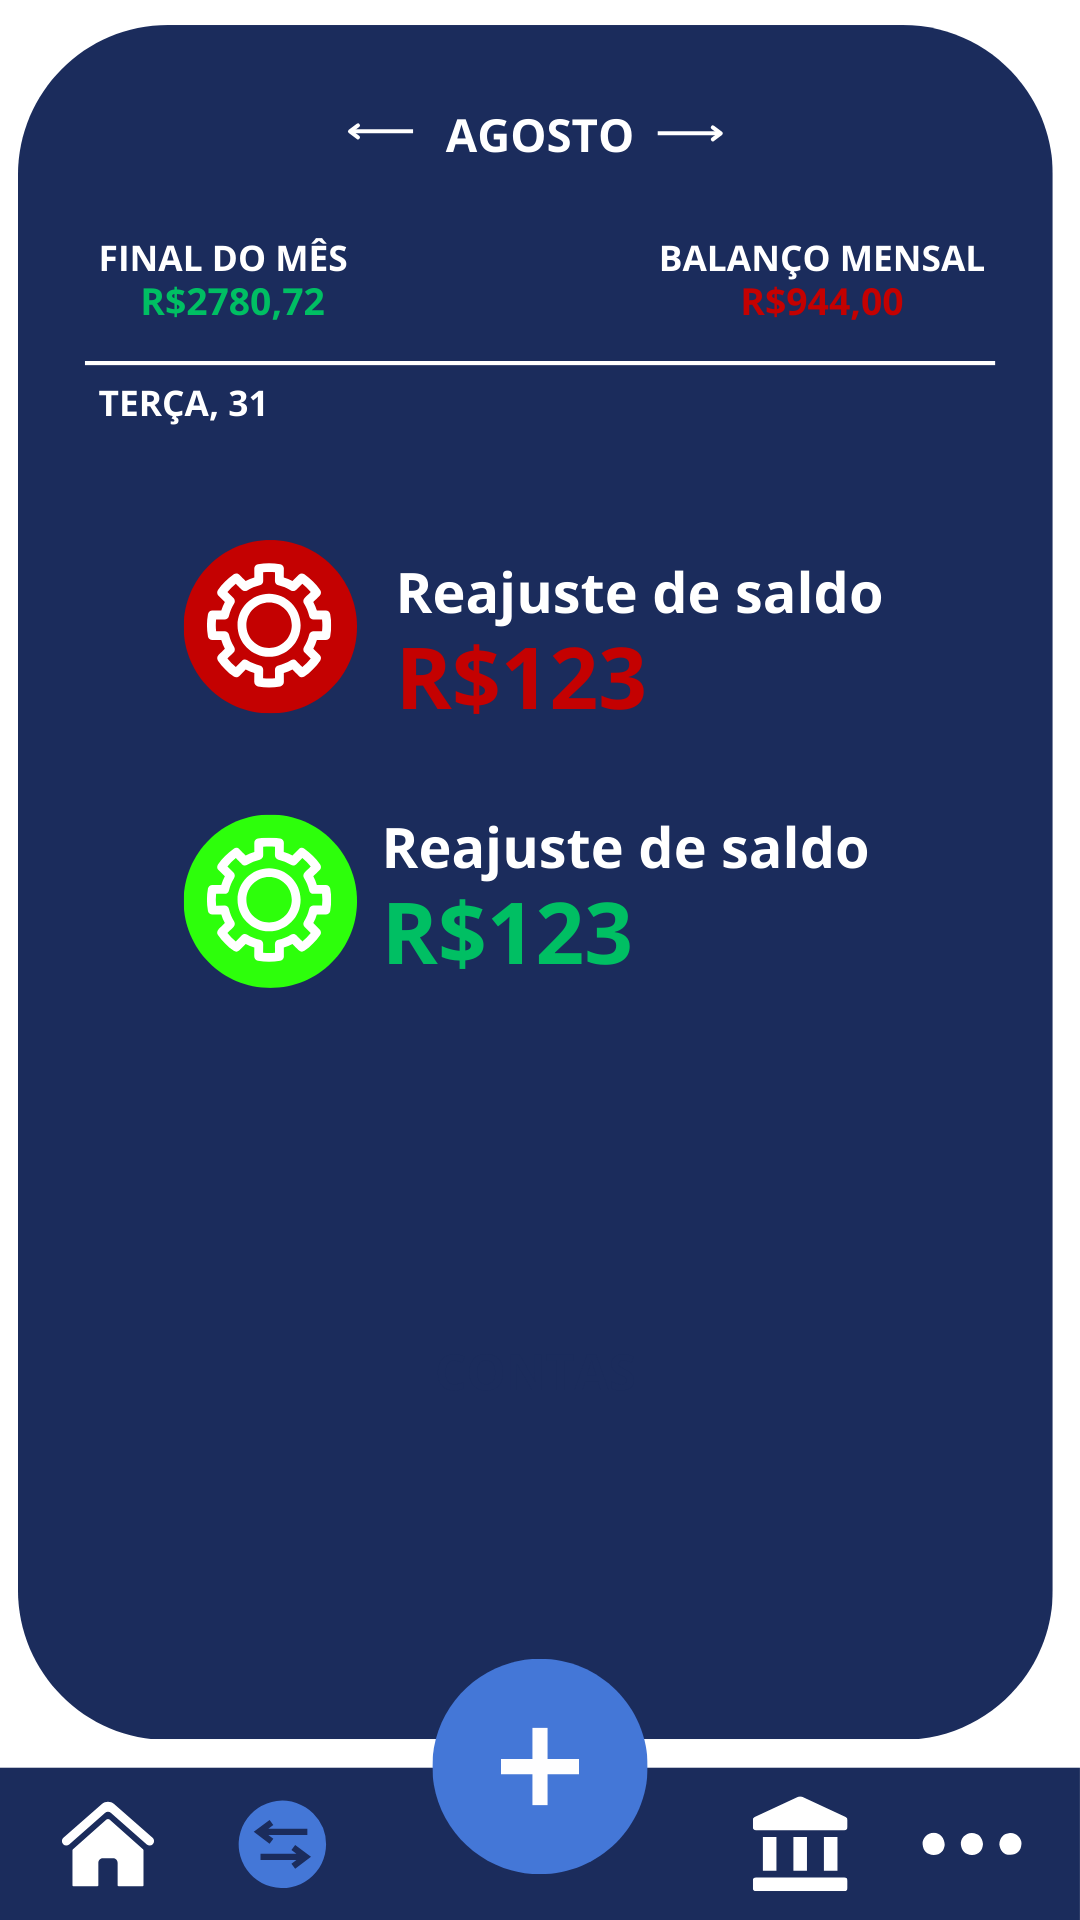 AGOSTO
FINAL DO MÊS
R$2780,72
BALANÇO MENSAL
R$944,00
TERÇA, 31
Reajuste de saldo
R$123
Reajuste de saldo
R$123